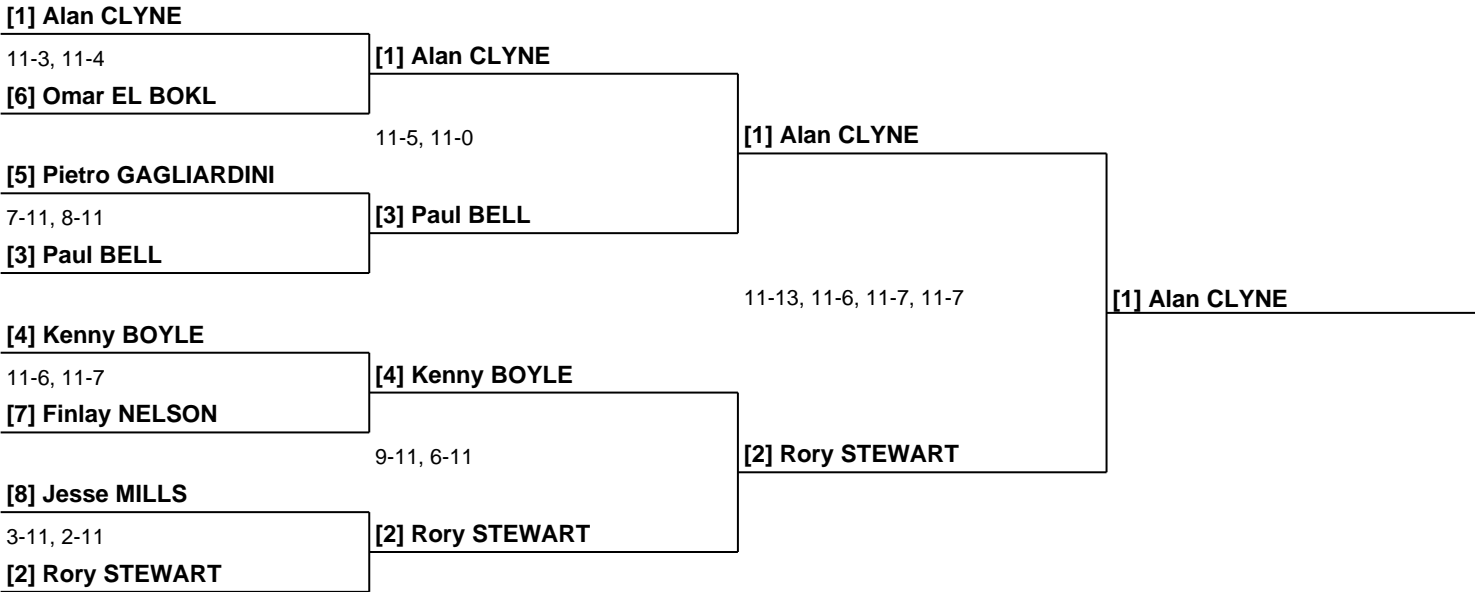 [1] Alan CLYNE
11-3, 11-4
[1] Alan CLYNE
[6] Omar EL BOKL
11-5, 11-0
[1] Alan CLYNE
[5] Pietro GAGLIARDINI
7-11, 8-11
[3] Paul BELL
[3] Paul BELL
11-13, 11-6, 11-7, 11-7
[1] Alan CLYNE
[4] Kenny BOYLE
11-6, 11-7
[4] Kenny BOYLE
[7] Finlay NELSON
9-11, 6-11
[2] Rory STEWART
[8] Jesse MILLS
3-11, 2-11
[2] Rory STEWART
[2] Rory STEWART